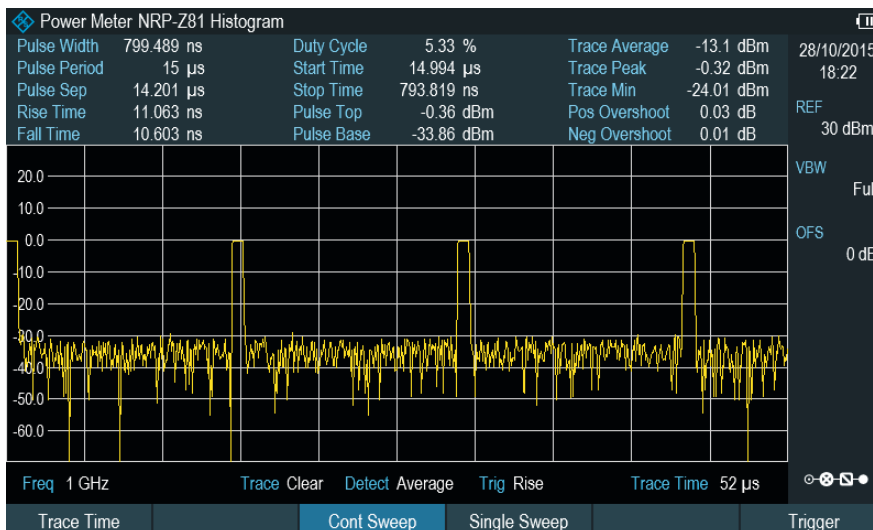 Power Meter NRP-Z81 Histogram
Pulse Width 799.489 ns Duty Cycle 5.33 % Trace Average -13.1 dBm
28/10/2015
Pulse Period 15 µs Start Time 14.994 µs Trace Peak -0.32 dBm
18:22
Pulse Sep 14.201 µs Stop Time 793.819 ns Trace Min -24.01 dBm
Rise Time 11.063 ns Pulse Top -0.36 dBm Pos Overshoot 0.03 dB
REF
30 dBm
Fall Time 10.603 ns Pulse Base -33.86 dBm Neg Overshoot 0.01 dB
VBW
20.0
10.0
OFS
0.0
0 dB
-10.0
-20.0
-30.0
-40.0
-50.0
-60.0
Freq 1 GHz Trace Clear Detect Average Trig Rise Trace Time 52 µs
Trace Time Cont Sweep Single Sweep Trigger